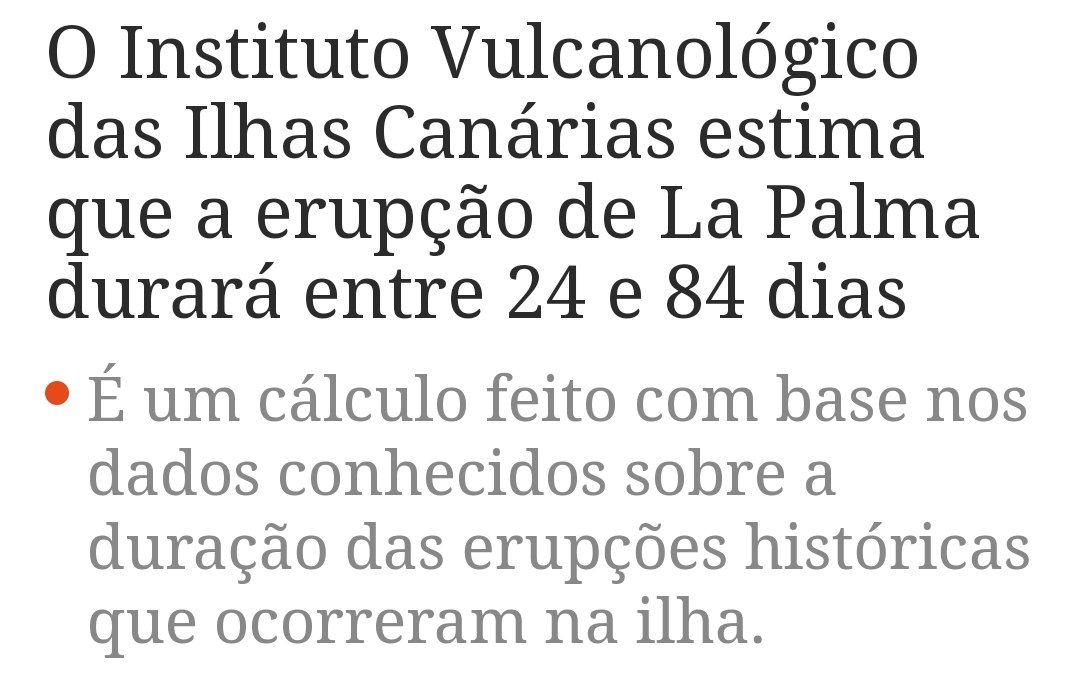 O Instituto Vulcanológico
das Ilhas Canárias estima
que a erupção de La Palma
durará entre 24 e 84 dias
É um cálculo feito com base nos
dados conhecidos sobre a
duração das erupções históricas
que ocorreram na ilha.